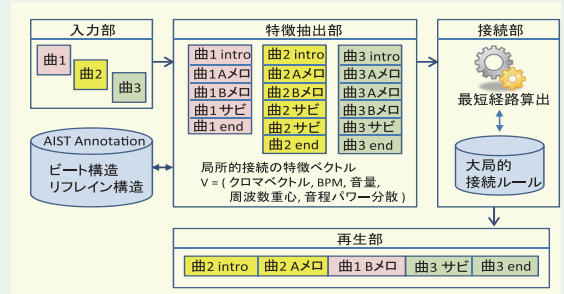 入力部
曲1
曲2
曲3
AIST Annotation
ビート構造
リフレイン構造
特徴抽出部
曲1 intro
曲1Aメロ
曲1Bメロ
曲1 サビ
曲1 end
曲2 intro
曲2 Aメロ
曲2Bメロ
曲2 サビ
曲2 サビ
曲2 end
曲3 intro
曲3Aメロ
曲3Aメロ
曲3Bメロ
曲3 サビ
曲3 end
局所的接続の特徴ベクトル
V = ( クロマベクトル, BPM, 音量,
周波数重心, 音程パワー分散 )
接続部
最短経路算出
大局的
接続ルール
再生部
曲2 intro
曲2 Aメロ
曲1 Bメロ
曲3 サビ
曲3 end